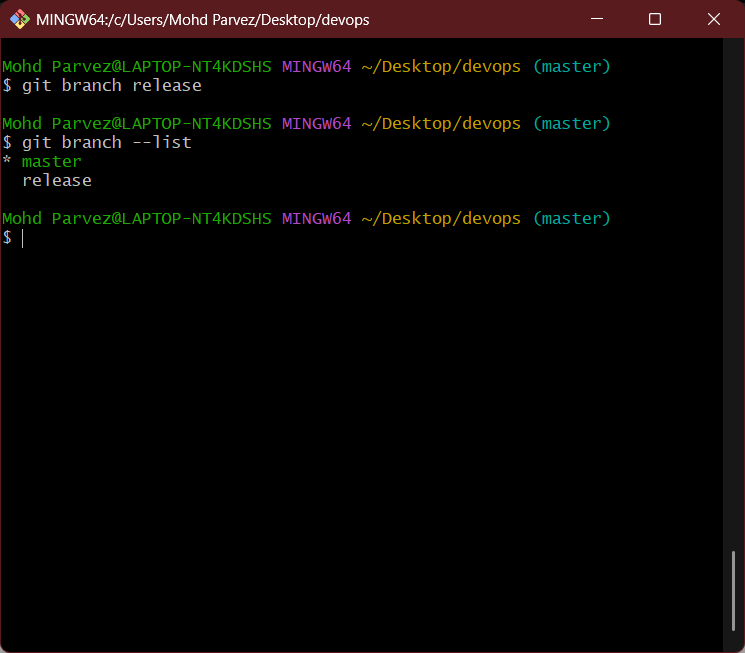 MINGW64:/c/Users/Mohd Parvez/Desktop/devops
Mohd Parvez@LAPTOP-NT4KDSHS MINGW64 ~/Desktop/devops (master)
$ git branch release
Mohd Parvez@LAPTOP-NT4KDSHS MINGW64 ~/Desktop/devops (master)
$ git branch --list
* master
  release
Mohd Parvez@LAPTOP-NT4KDSHS MINGW64 ~/Desktop/devops (master)
$